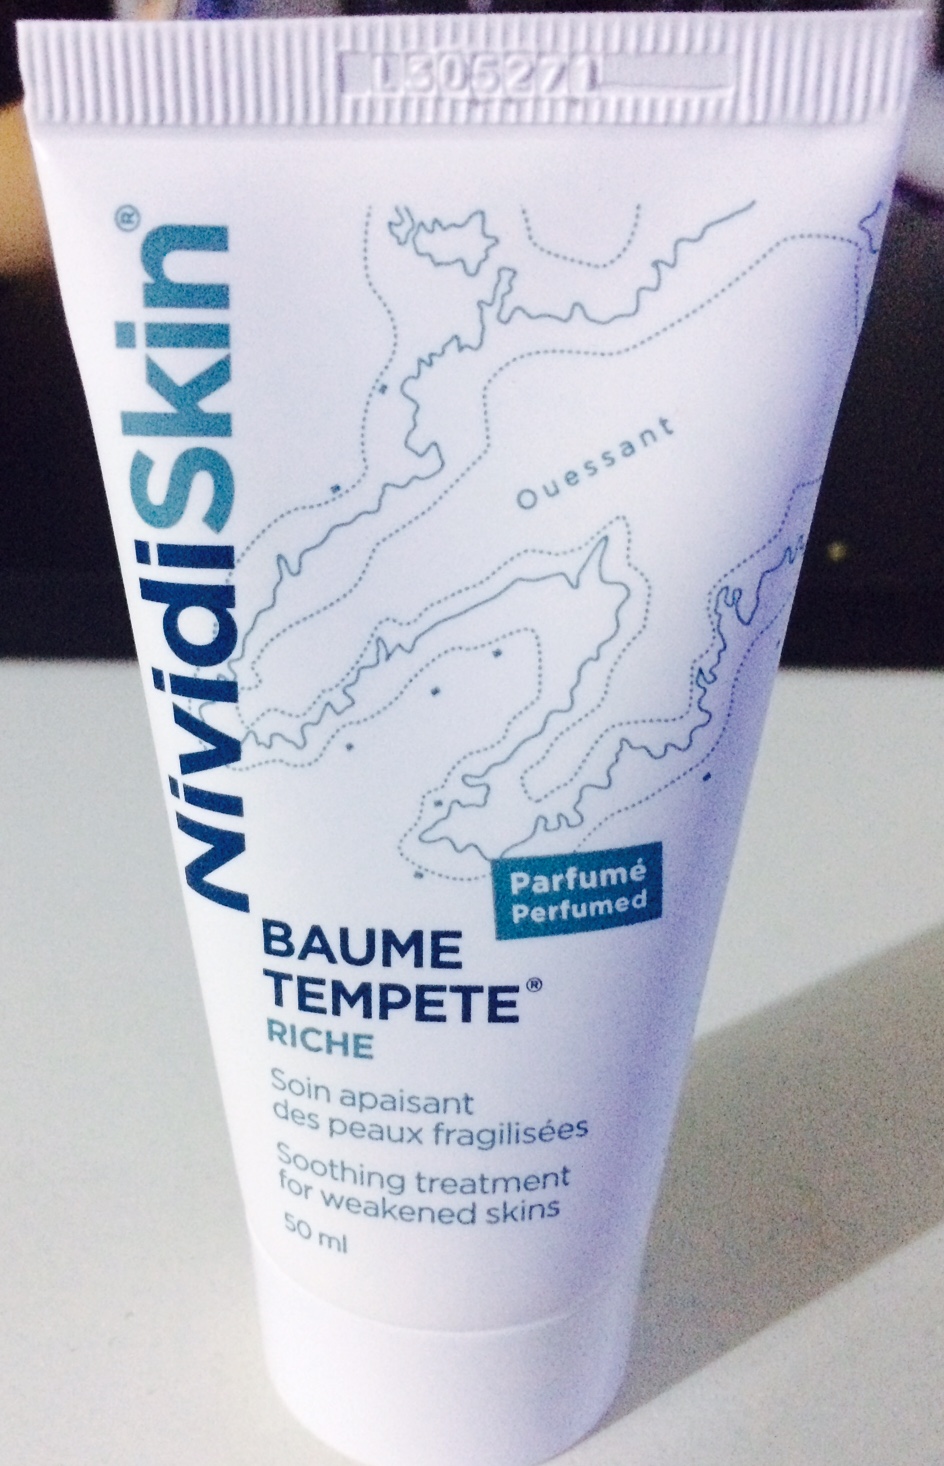 L305271
NividiSkin®
Ouessant
Parfumé
Perfumed
BAUME
TEMPETE®
RICHE
Soin apaisant
des peaux fragilisées
Soothing treatment
for weakened skins
50 ml